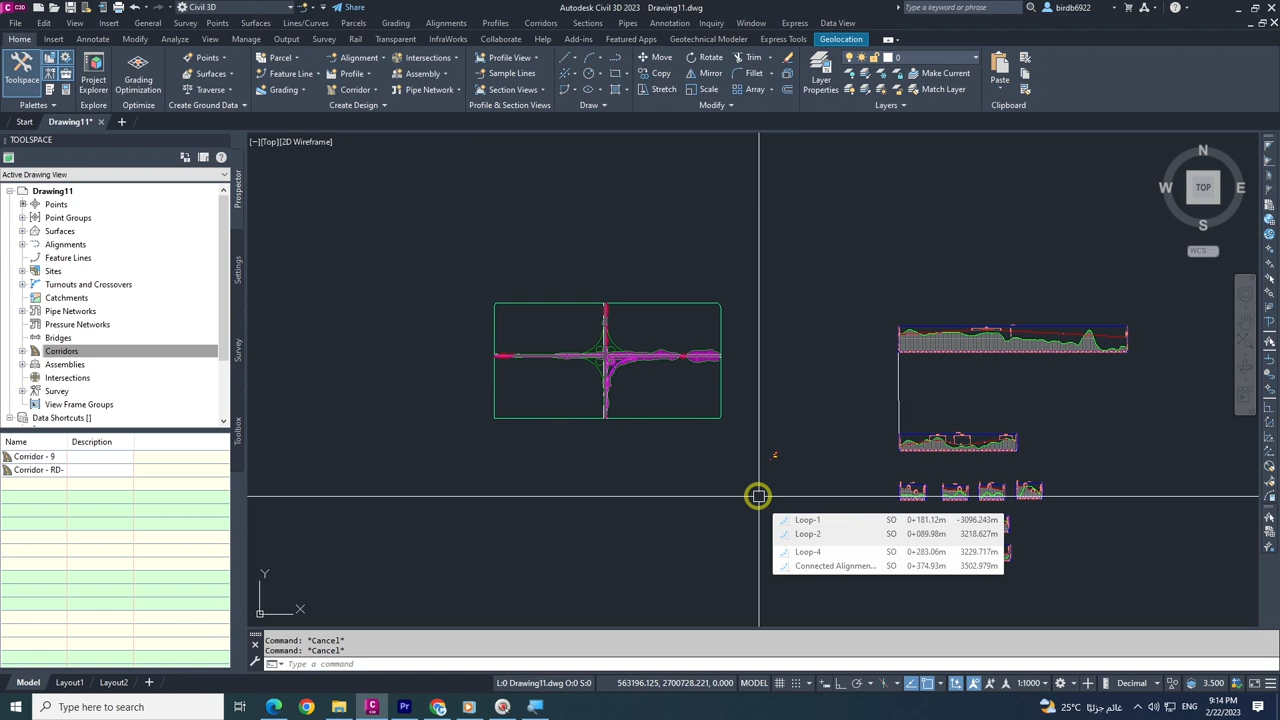 Civil 3D
Share
Autodesk Civil 3D 2023 Drawing11.dwg
Type a keyword or phrase
birdb6922
File Edit View Insert General Survey Points Surfaces Lines/Curves Parcels Grading Alignments Profiles Corridors Sections Pipes Annotation Inquiry Window Express Data View
Home Insert Annotate Modify Analyze View Manage Output Survey Rail Transparent InfraWorks Collaborate Help Add-ins Featured Apps Geotechnical Modeler Express Tools Geolocation
Toolspace
Project Explorer
Grading Optimization
Points
Surfaces
Traverse
Parcel
Feature Line
Grading
Alignment
Profile
Corridor
Intersections
Assembly
Pipe Network
Profile View
Sample Lines
Section Views
Move
Copy
Stretch
Rotate
Mirror
Scale
Trim
Fillet
Array
Layer Properties
0
Make Current
Match Layer
Paste
Palettes Explore Optimize Create Ground Data Create Design Profile & Section Views Draw Modify Layers Clipboard
Start Drawing11*
TOOLSPACE
Active Drawing View
Drawing11
Points
Point Groups
Surfaces
Alignments
Feature Lines
Sites
Turnouts and Crossovers
Catchments
Pipe Networks
Pressure Networks
Bridges
Corridors
Assemblies
Intersections
Survey
View Frame Groups
Data Shortcuts []
Prospector
Settings
Survey
Toolbox
Name Description
Corridor - 9
Corridor - RD-
[−][Top][2D Wireframe]
N
W TOP E
S
WCS
Loop-1 SO 0+181.12m -3096.243m
Loop-2 SO 0+089.98m 3218.627m
Loop-4 SO 0+283.06m 3229.717m
Connected Alignmen... SO 0+374.93m 3502.979m
Y
X
Command: *Cancel*
Command: *Cancel*
Type a command
Model Layout1 Layout2
L:0 Drawing11.dwg O:0 S:0 563196.125, 2700728.221, 0.000 MODEL 1:1000 Decimal 3.500
Type here to search
25°C غائم جزئيًا
ENG
9:14 PM
2/22/2023